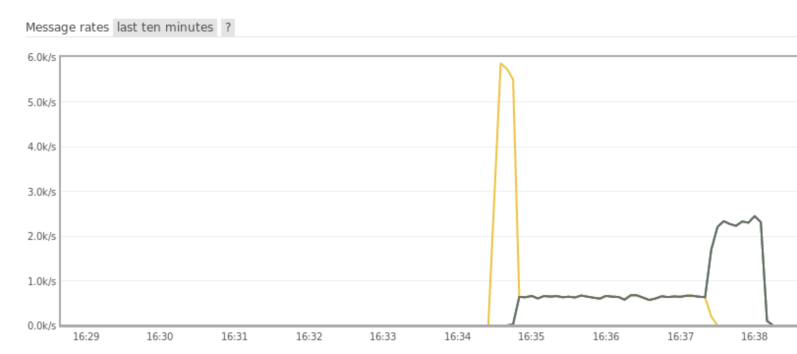 Message rates last ten minutes ?
6.0k/s
5.0k/s
4.0k/s
3.0k/s
2.0k/s
1.0k/s
0.0k/s
16:29 16:30 16:31 16:32 16:33 16:34 16:35 16:36 16:37 16:38